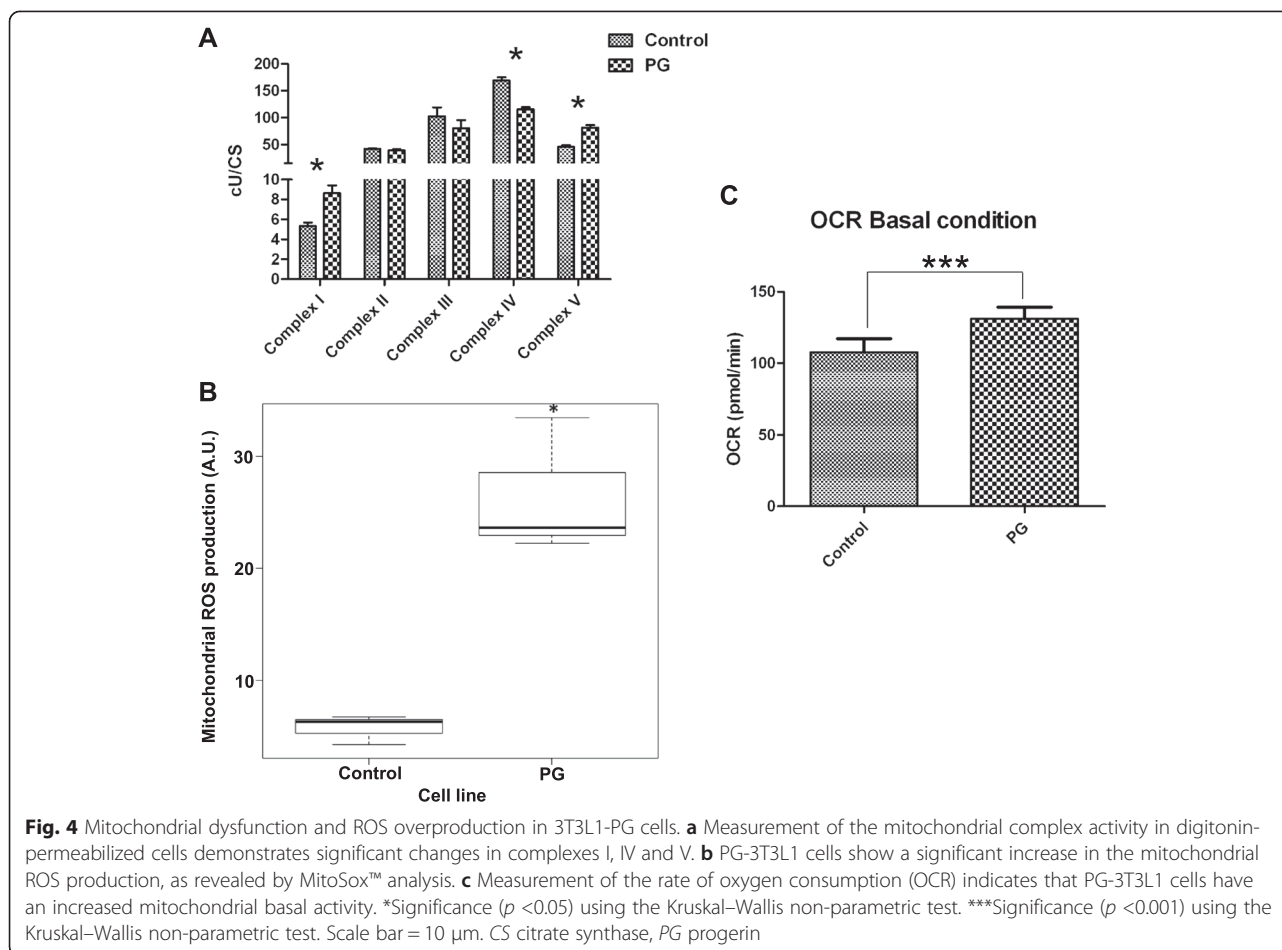 A
Control
PG
200
150
100
50
10
8
6
4
2
0
cU/CS
*
*
*
Complex I
Complex II
Complex III
Complex IV
Complex V
B
Mitochondrial ROS production (A.U.)
30
20
10
*
Control
PG
Cell line
C
OCR Basal condition
***
OCR (pmol/min)
150
100
50
0
Control
PG
Fig. 4 Mitochondrial dysfunction and ROS overproduction in 3T3L1-PG cells. a Measurement of the mitochondrial complex activity in digitonin-
permeabilized cells demonstrates significant changes in complexes I, IV and V. b PG-3T3L1 cells show a significant increase in the mitochondrial
ROS production, as revealed by MitoSox™ analysis. c Measurement of the rate of oxygen consumption (OCR) indicates that PG-3T3L1 cells have
an increased mitochondrial basal activity. *Significance (p <0.05) using the Kruskal–Wallis non-parametric test. ***Significance (p <0.001) using the
Kruskal–Wallis non-parametric test. Scale bar = 10 μm. CS citrate synthase, PG progerin